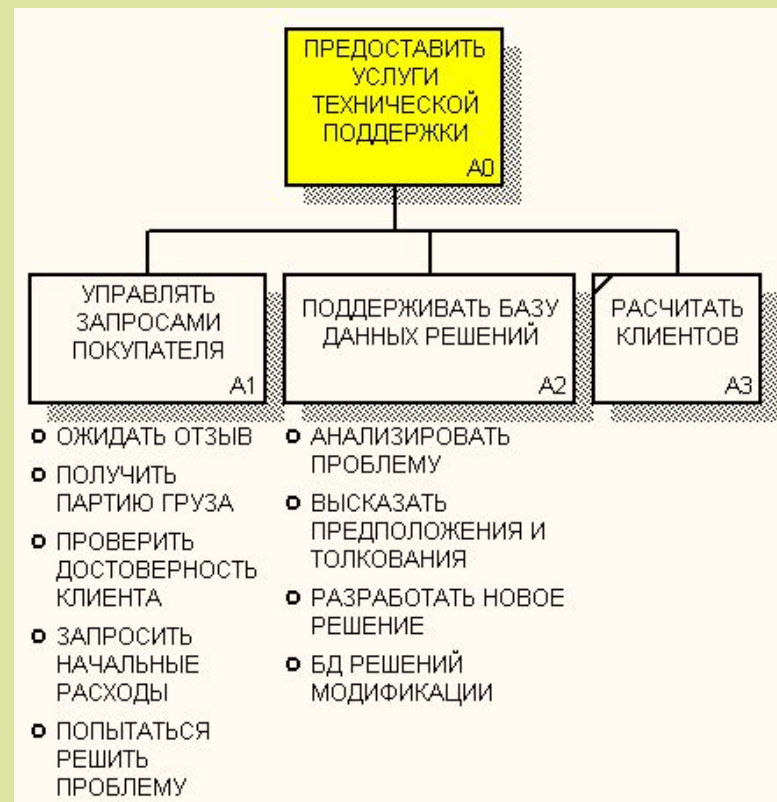 ПРЕДОСТАВИТЬ
УСЛУГИ
ТЕХНИЧЕСКОЙ
ПОДДЕРЖКИ
A0
УПРАВЛЯТЬ
ЗАПРОСАМИ
ПОКУПАТЕЛЯ
A1
ПОДДЕРЖИВАТЬ БАЗУ
ДАННЫХ РЕШЕНИЙ
A2
РАСЧИТАТЬ
КЛИЕНТОВ
A3
ОЖИДАТЬ ОТЗЫВ
ПОЛУЧИТЬ
ПАРТИЮ ГРУЗА
ПРОВЕРИТЬ
ДОСТОВЕРНОСТЬ
КЛИЕНТА
ЗАПРОСИТЬ
НАЧАЛЬНЫЕ
РАСХОДЫ
ПОПЫТАТЬСЯ
РЕШИТЬ
ПРОБЛЕМУ
АНАЛИЗИРОВАТЬ
ПРОБЛЕМУ
ВЫСКАЗАТЬ
ПРЕДПОЛОЖЕНИЯ И
ТОЛКОВАНИЯ
РАЗРАБОТАТЬ НОВОЕ
РЕШЕНИЕ
БД РЕШЕНИЙ
МОДИФИКАЦИИ